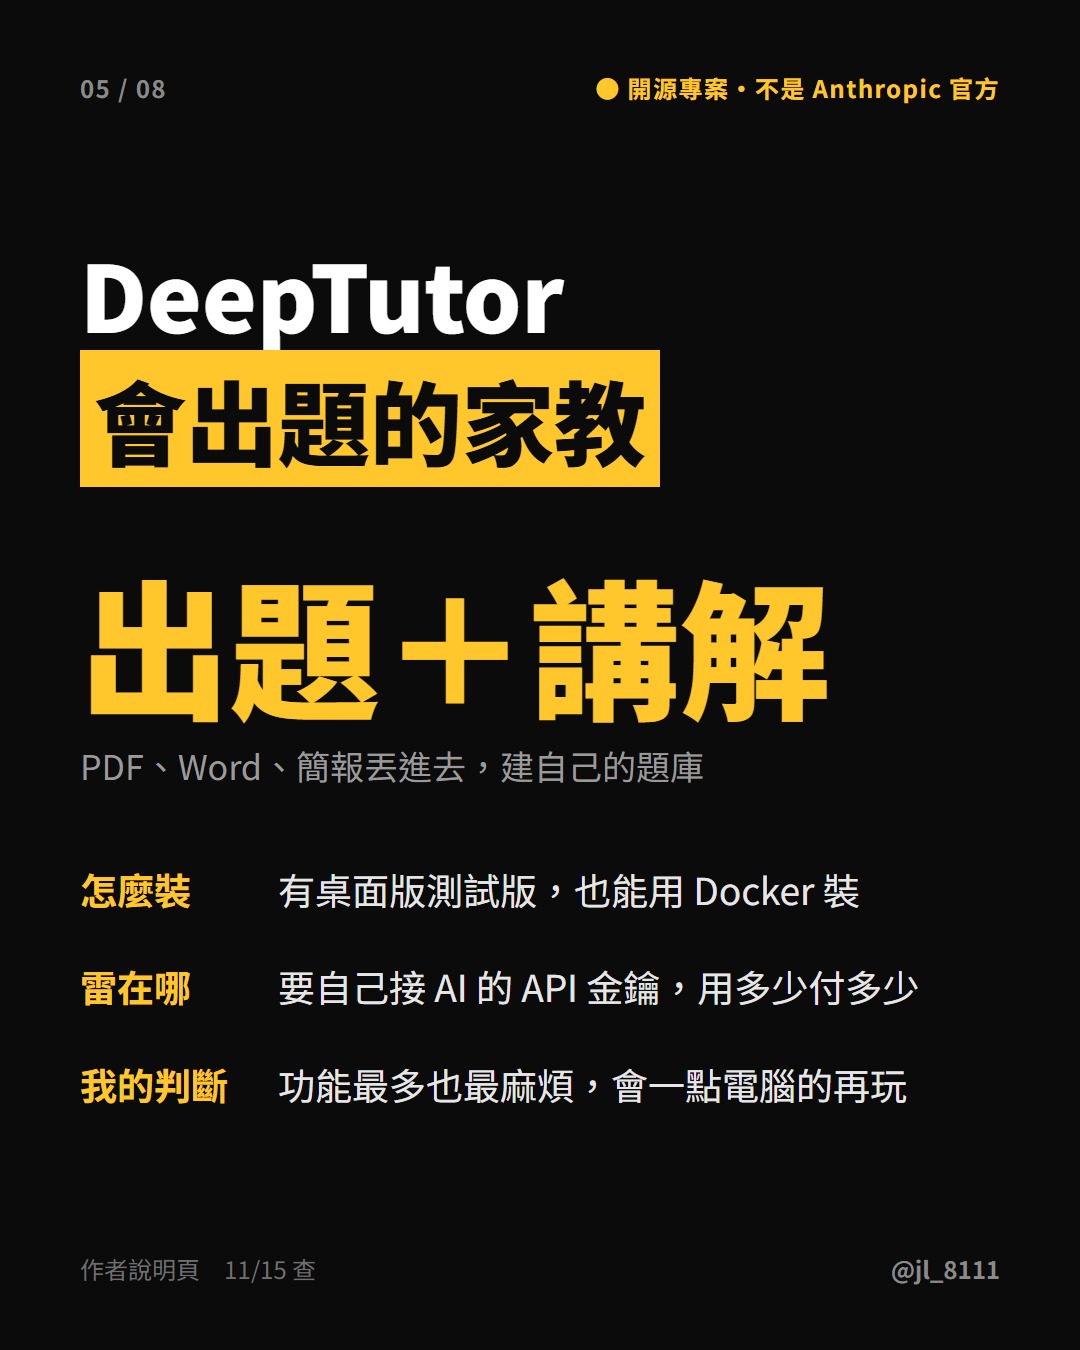 05 / 08
● 開源專案・不是 Anthropic 官方
DeepTutor
會出題的家教
出題＋講解
PDF、Word、簡報丟進去，建自己的題庫
怎麼裝 有桌面版測試版，也能用 Docker 裝
雷在哪 要自己接 AI 的 API 金鑰，用多少付多少
我的判斷 功能最多也最麻煩，會一點電腦的再玩
作者說明頁 11/15 查
@jl_8111